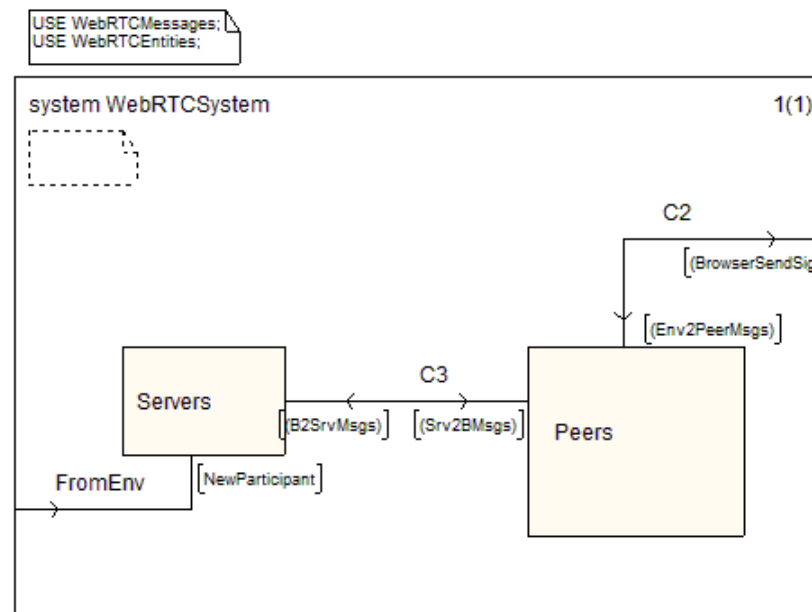 USE WebRTCMessages;
USE WebRTCEntities;
system WebRTCSystem
1(1)
C2
(BrowserSendSig
(Env2PeerMsgs)
C3
Servers
(B2SrvMsgs)
(Srv2BMsgs)
Peers
FromEnv
NewParticipant